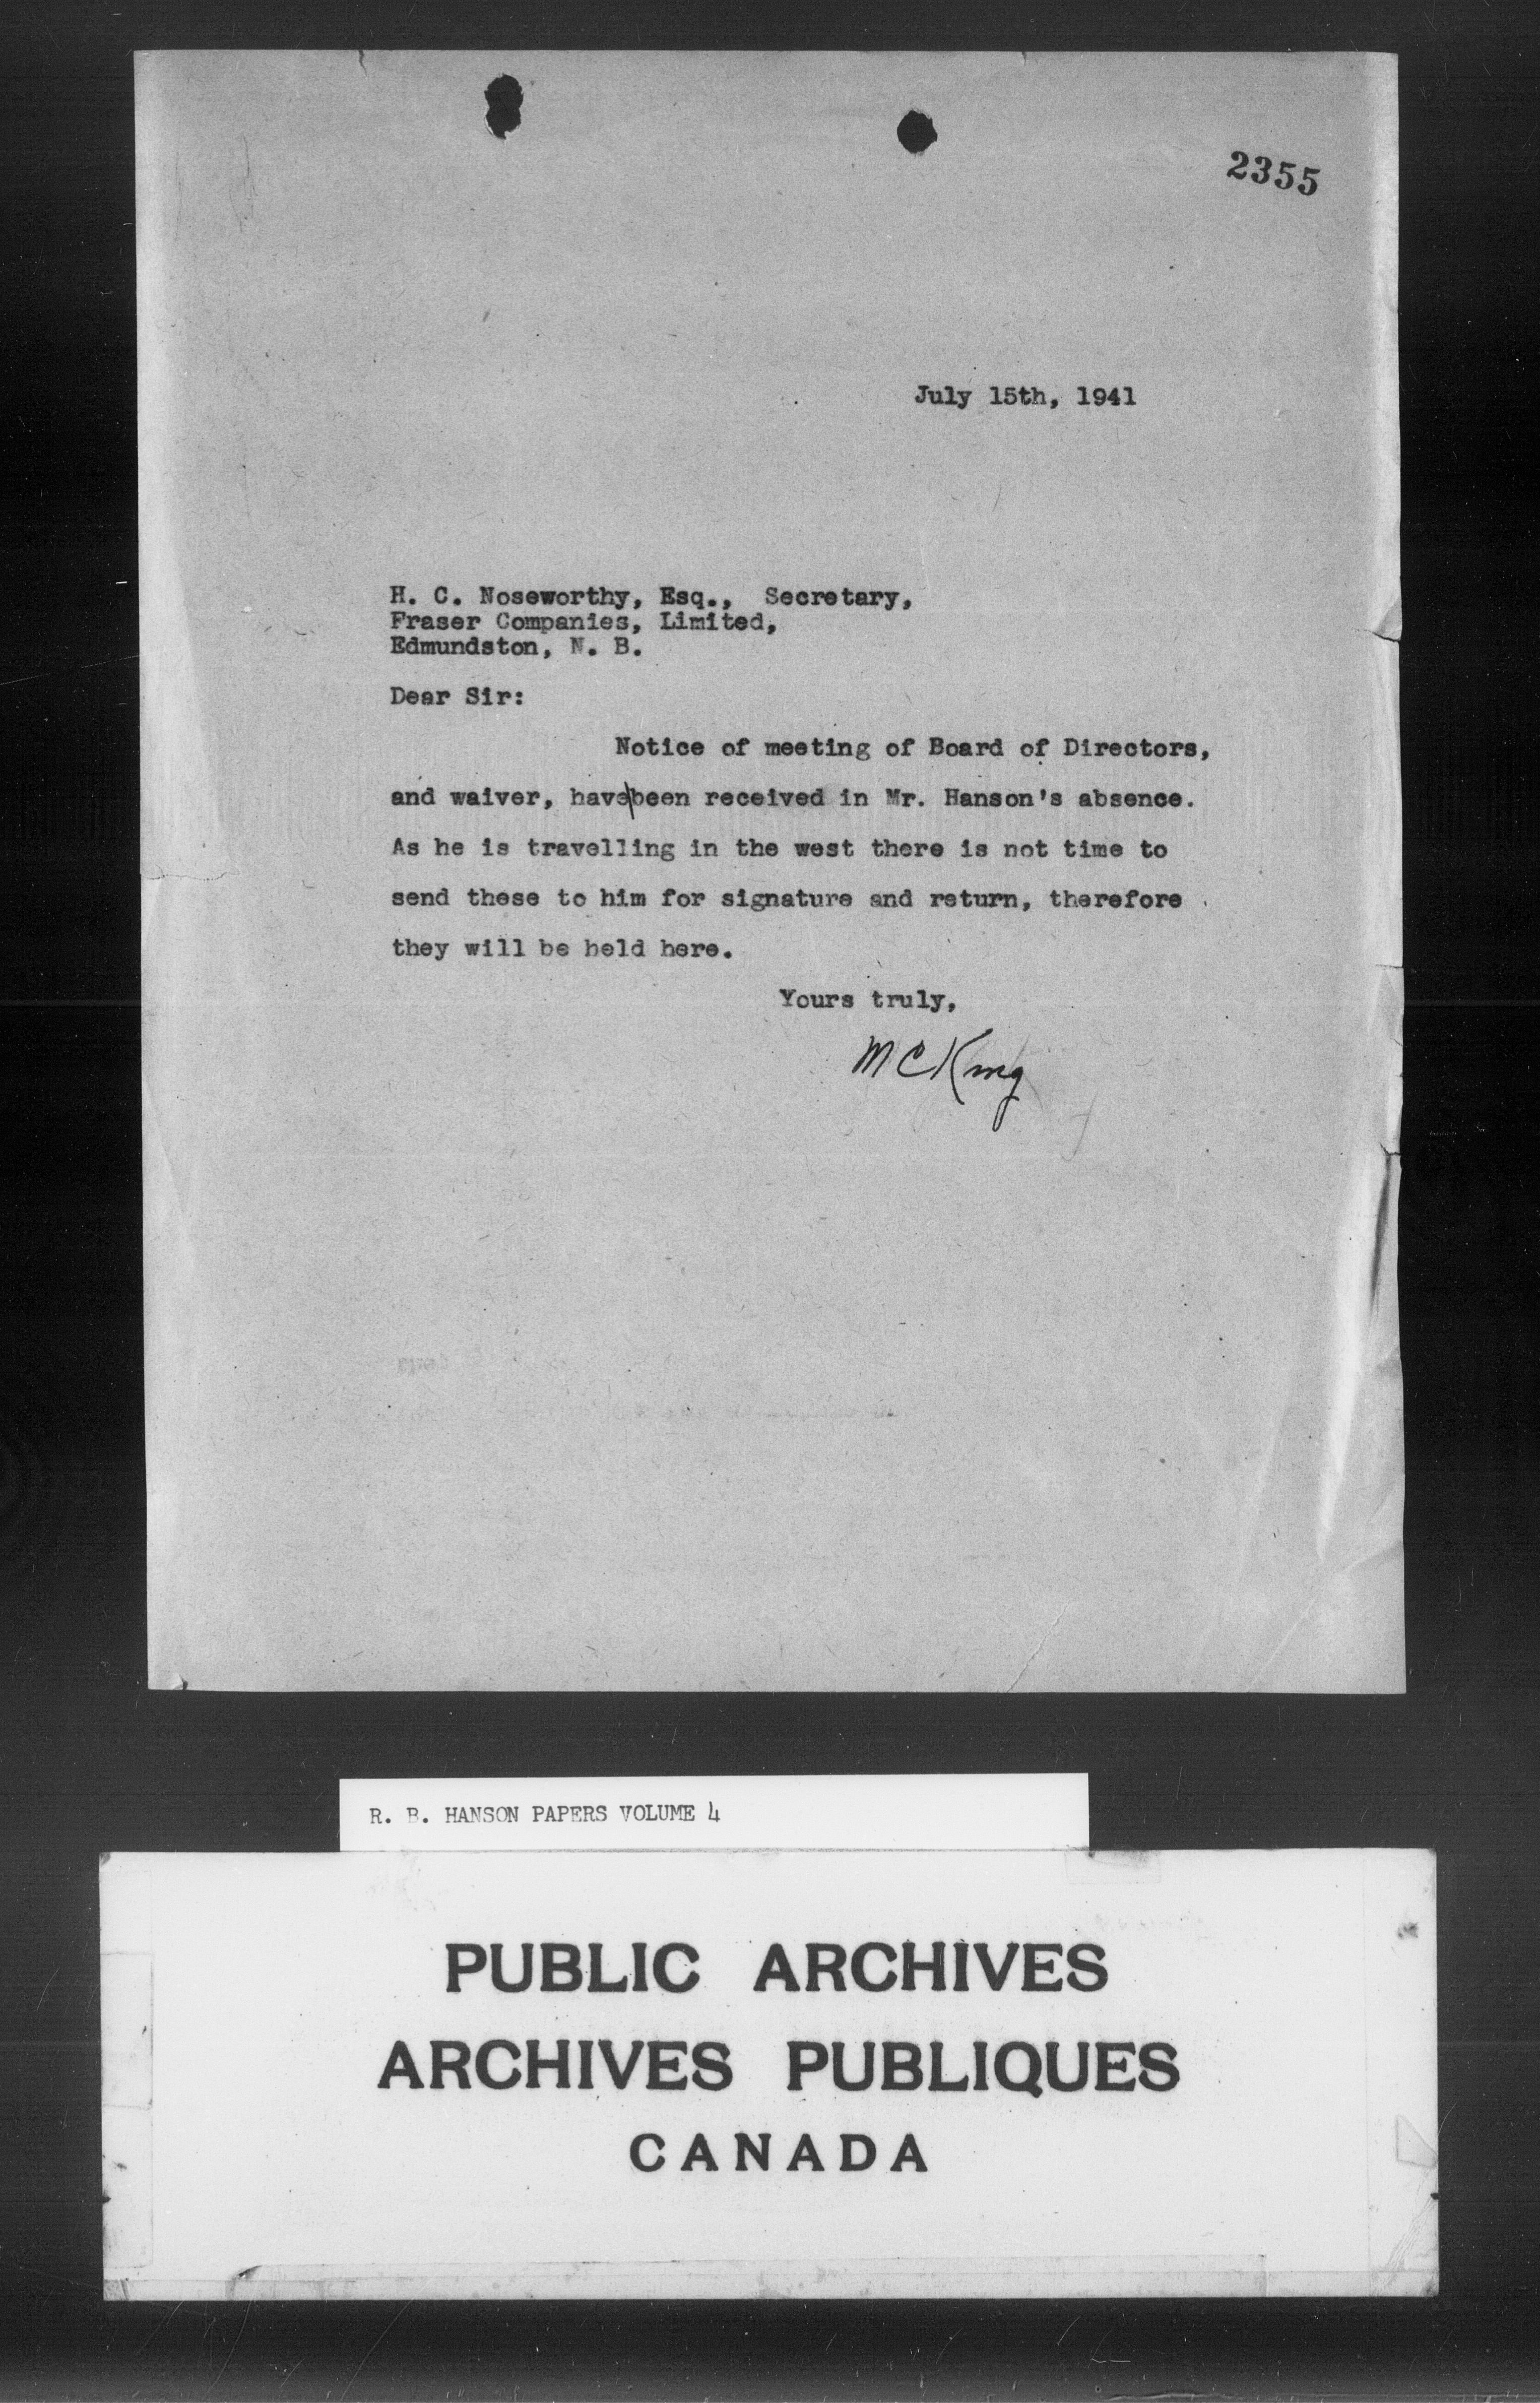 2355
July 15th, 1941
H. C. Noseworthy, Esq., Secretary,
Fraser Companies, Limited,
Edmundston, N. B.
Dear Sir:
Notice of meeting of Board of Directors,
and waiver, have|been received in Mr. Hanson's absence.
As he is travelling in the west there is not time to
send these to him for signature and return, therefore
they will be held here.
Yours truly,
MCKing
R. B. HANSON PAPERS VOLUME 4
PUBLIC ARCHIVES
ARCHIVES PUBLIQUES
CANADA